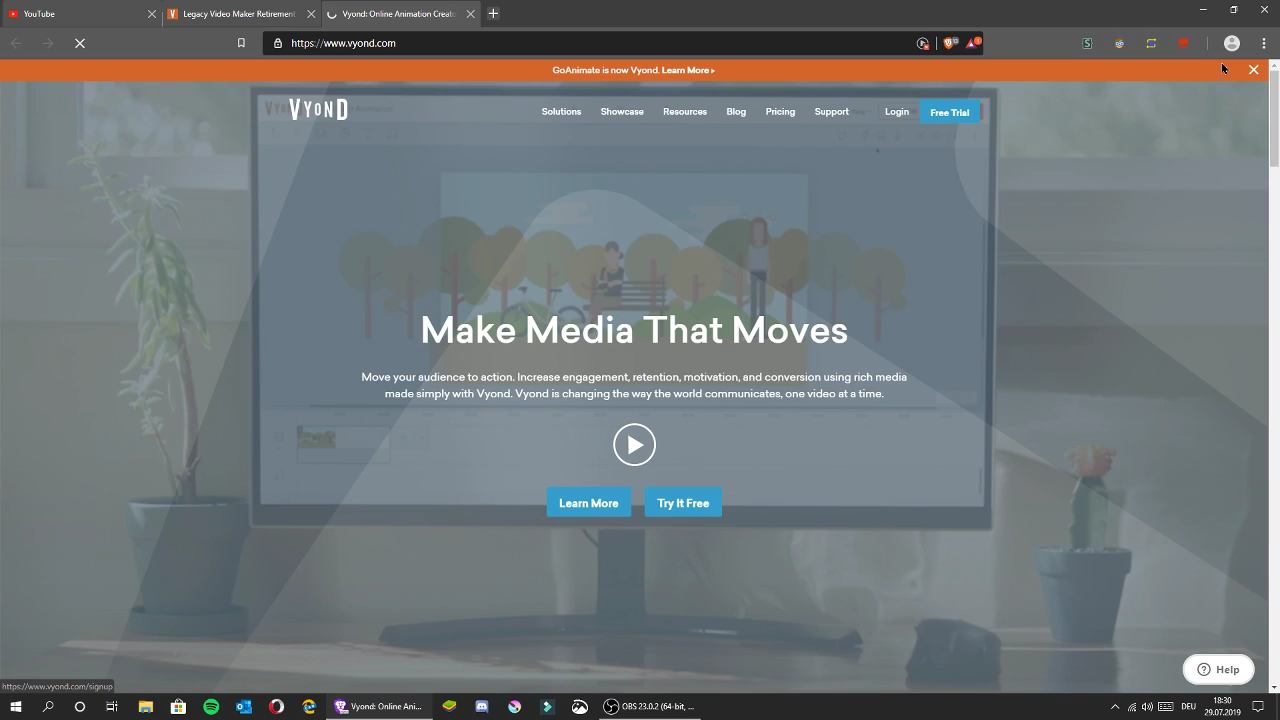 YouTube
Legacy Video Maker Retirement
Vyond: Online Animation Creato
https://www.vyond.com
GoAnimate is now Vyond. Learn More ▸
VYOND
Solutions
Showcase
Resources
Blog
Pricing
Support
Login
Free Trial
Make Media That Moves
Move your audience to action. Increase engagement, retention, motivation, and conversion using rich media
made simply with Vyond. Vyond is changing the way the world communicates, one video at a time.
Learn More
Try It Free
Help
https://www.vyond.com/signup
Vyond: Online Ani...
OBS 23.0.2 (64-bit, ...
DEU
18:30
29.07.2019